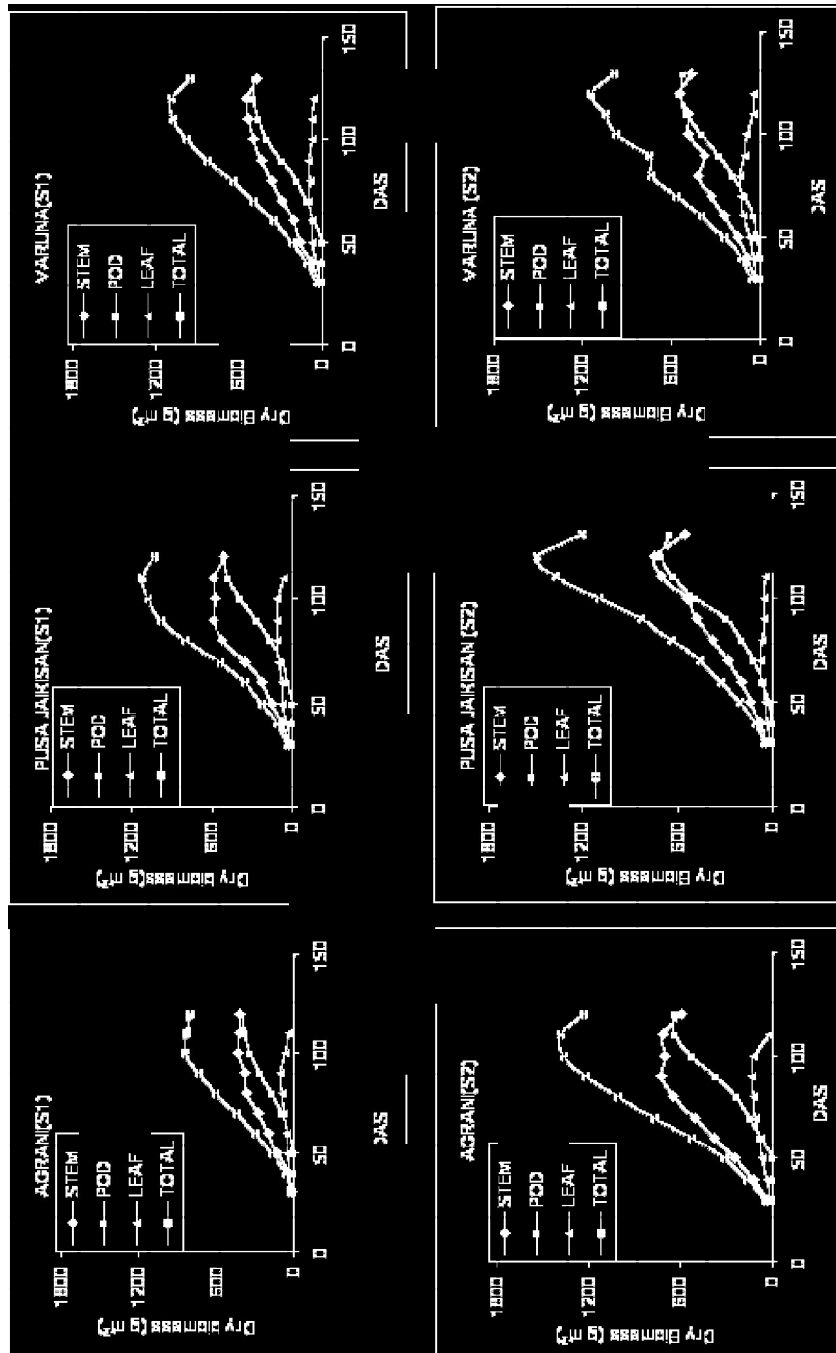 AGRANI(S1)
STEM
POD
LEAF
TOTAL
1800
1200
600
0
Dry Biomass (g m⁻²)
0
50
100
150
DAS
PUSA JAIKISAN(S1)
STEM
POD
LEAF
TOTAL
1800
1200
600
0
Dry Biomass (g m⁻²)
0
50
100
150
DAS
VARUNA(S1)
STEM
POD
LEAF
TOTAL
1800
1200
600
0
Dry Biomass (g m⁻²)
0
50
100
150
DAS
AGRANI(S2)
STEM
POD
LEAF
TOTAL
1800
1200
600
0
Dry Biomass (g m⁻²)
0
50
100
150
DAS
PUSA JAIKISAN (S2)
STEM
POD
LEAF
TOTAL
1800
1200
600
0
Dry Biomass (g m⁻²)
0
50
100
150
DAS
VARUNA (S2)
STEM
POD
LEAF
TOTAL
1800
1200
600
0
Dry Biomass (g m⁻²)
0
50
100
150
DAS